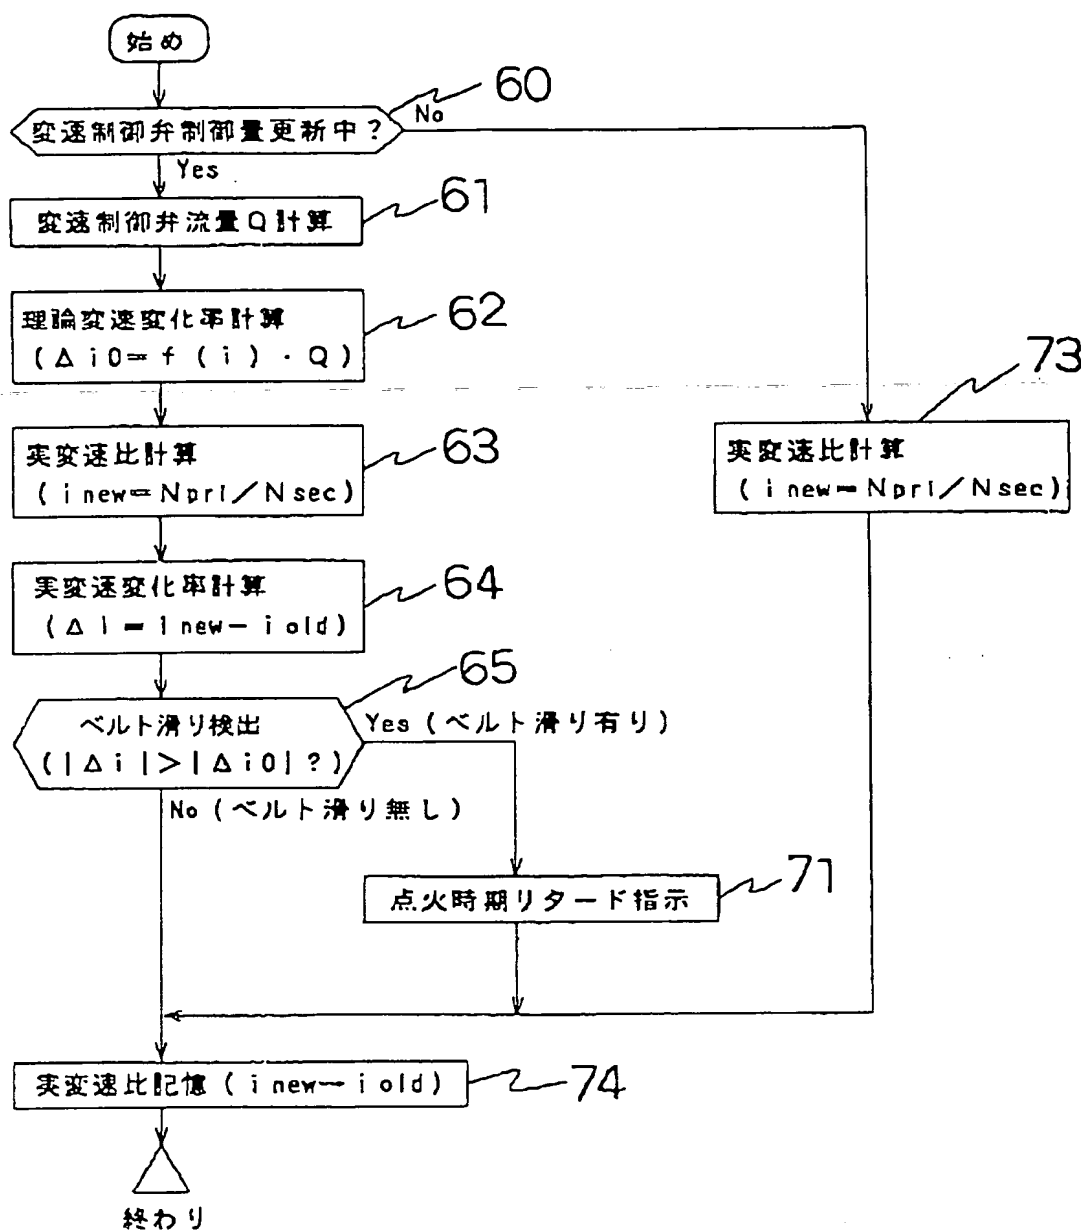 始め
60
変速制御弁制御量更新中?
No
Yes
61
変速制御弁流量Q計算
62
理論変速変化率計算
(Δi0=f(i)・Q)
73
63
実変速比計算
(inew=Npri/Nsec)
実変速比計算
(inew=Npri/Nsec)
64
実変速変化率計算
(Δi=inew-iold)
65
ベルト滑り検出
(|Δi|>|Δi0|?)
Yes(ベルト滑り有り)
No(ベルト滑り無し)
71
点火時期リタード指示
実変速比記憶(inew→iold)
74
終わり